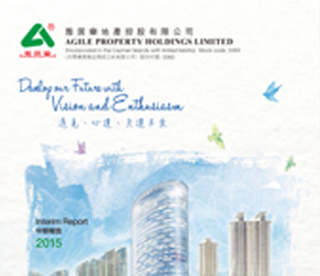 雅居樂地產控股有限公司
AGILE PROPERTY HOLDINGS LIMITED
Incorporated in the Cayman Islands with limited liability Stock code: 3383
雅居樂
Develop our Future with
Vision and Enthusiasm
Interim Report
中期報告
2015